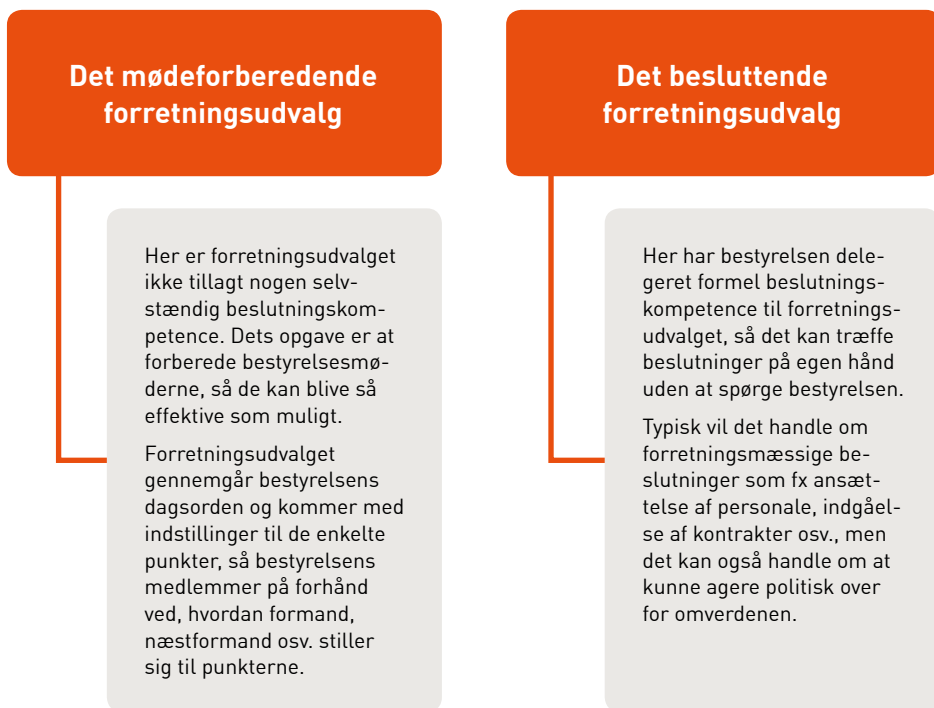 Det mødeforberedende
forretningsudvalg
Her er forretningsudvalget
ikke tillagt nogen selv-
stændig beslutningskom-
petence. Dets opgave er at
forberede bestyrelsesmø-
derne, så de kan blive så
effektive som muligt.
Forretningsudvalget
gennemgår bestyrelsens
dagsorden og kommer med
indstillinger til de enkelte
punkter, så bestyrelsens
medlemmer på forhånd
ved, hvordan formand,
næstformand osv. stiller
sig til punkterne.
Det besluttende
forretningsudvalg
Her har bestyrelsen dele-
geret formel beslutnings-
kompetence til forretnings-
udvalget, så det kan træffe
beslutninger på egen hånd
uden at spørge bestyrelsen.
Typisk vil det handle om
forretningsmæssige be-
slutninger som fx ansæt-
telse af personale, indgåel-
se af kontrakter osv., men
det kan også handle om at
kunne agere politisk over
for omverdenen.